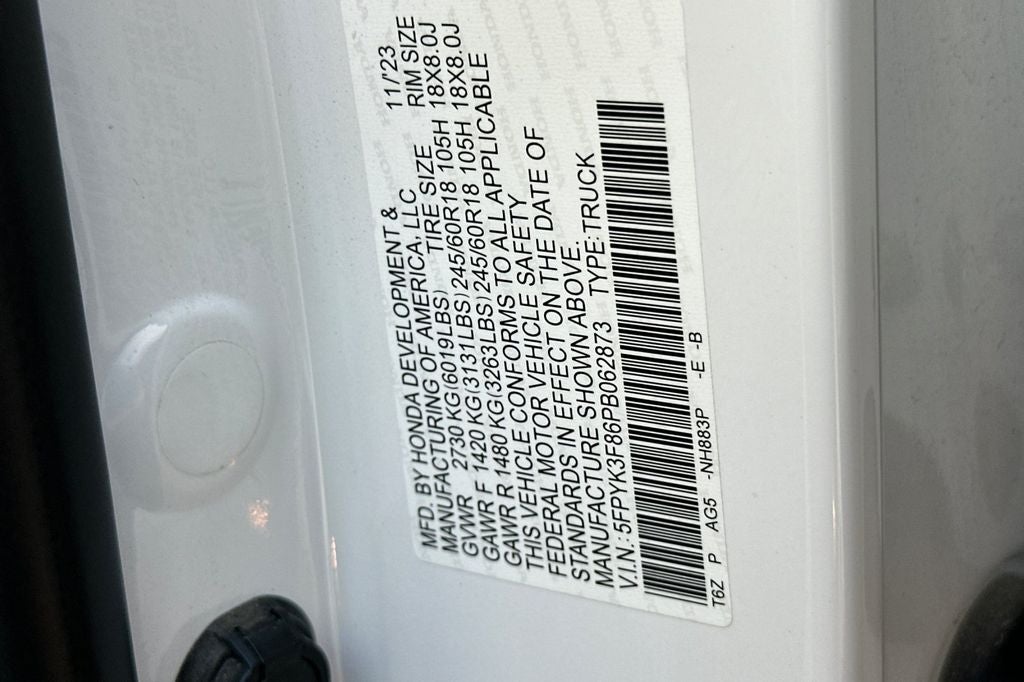 MFD. BY HONDA DEVELOPMENT & 11/'23
MANUFACTURING OF AMERICA, LLC RIM SIZE
GVWR 2730 KG(6019LBS) TIRE SIZE
GAWR F 1420 KG(3131LBS) 245/60R18 105H 18X8.0J
GAWR R 1480 KG(3263LBS) 245/60R18 105H 18X8.0J
THIS VEHICLE CONFORMS TO ALL APPLICABLE
FEDERAL MOTOR VEHICLE SAFETY
STANDARDS IN EFFECT ON THE DATE OF
MANUFACTURE SHOWN ABOVE.
V.I.N.: 5FPYK3F86PB062873 TYPE: TRUCK
T6Z P AG5 -NH883P -E -B
HONDA